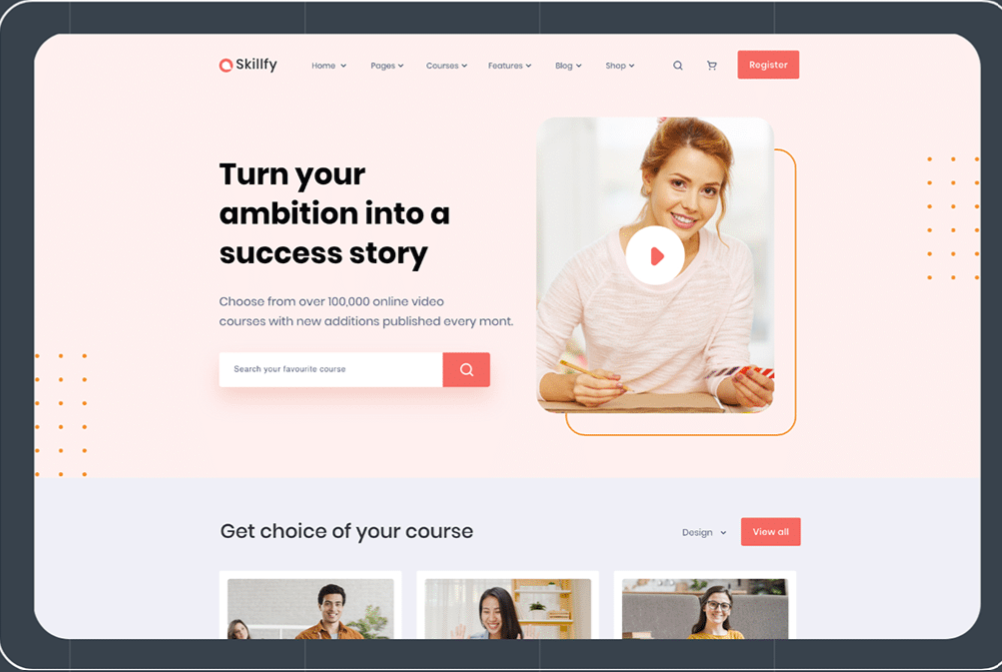 Skillfy
Home Pages Courses Features Blog Shop Register
Turn your
ambition into a
success story
Choose from over 100,000 online video
courses with new additions published every mont.
Search your favourite course
Get choice of your course
Design View all